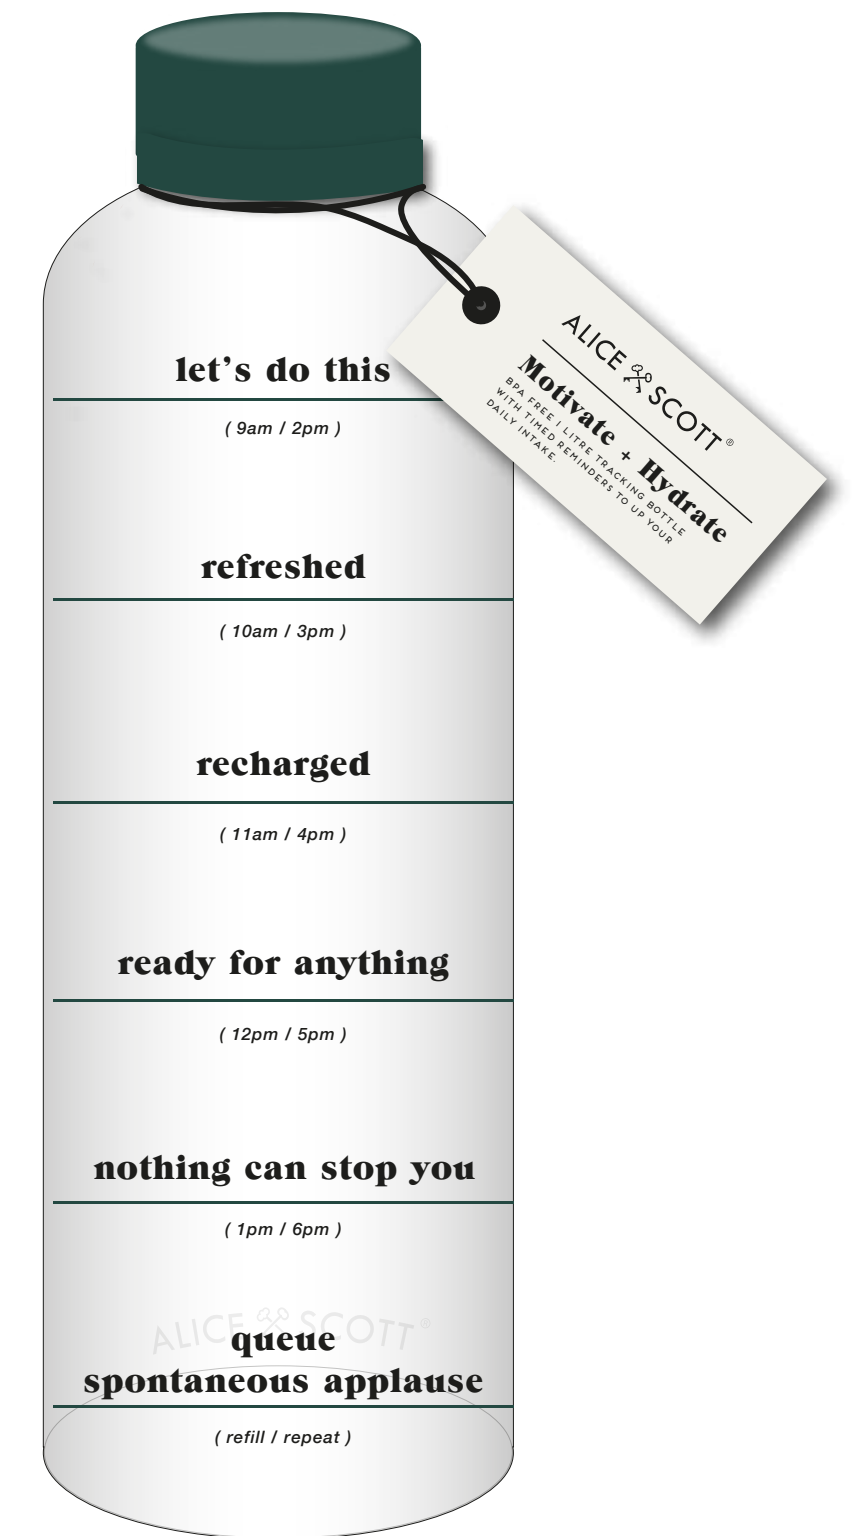 let's do this
( 9am / 2pm )
refreshed
( 10am / 3pm )
recharged
( 11am / 4pm )
ready for anything
( 12pm / 5pm )
nothing can stop you
( 1pm / 6pm )
ALICE SCOTT®
queue
spontaneous applause
( refill / repeat )
ALICE SCOTT®
Motivate + Hydrate
BPA FREE 1 LITRE TRACKING BOTTLE
WITH TIMED REMINDERS TO UP YOUR
DAILY INTAKE.